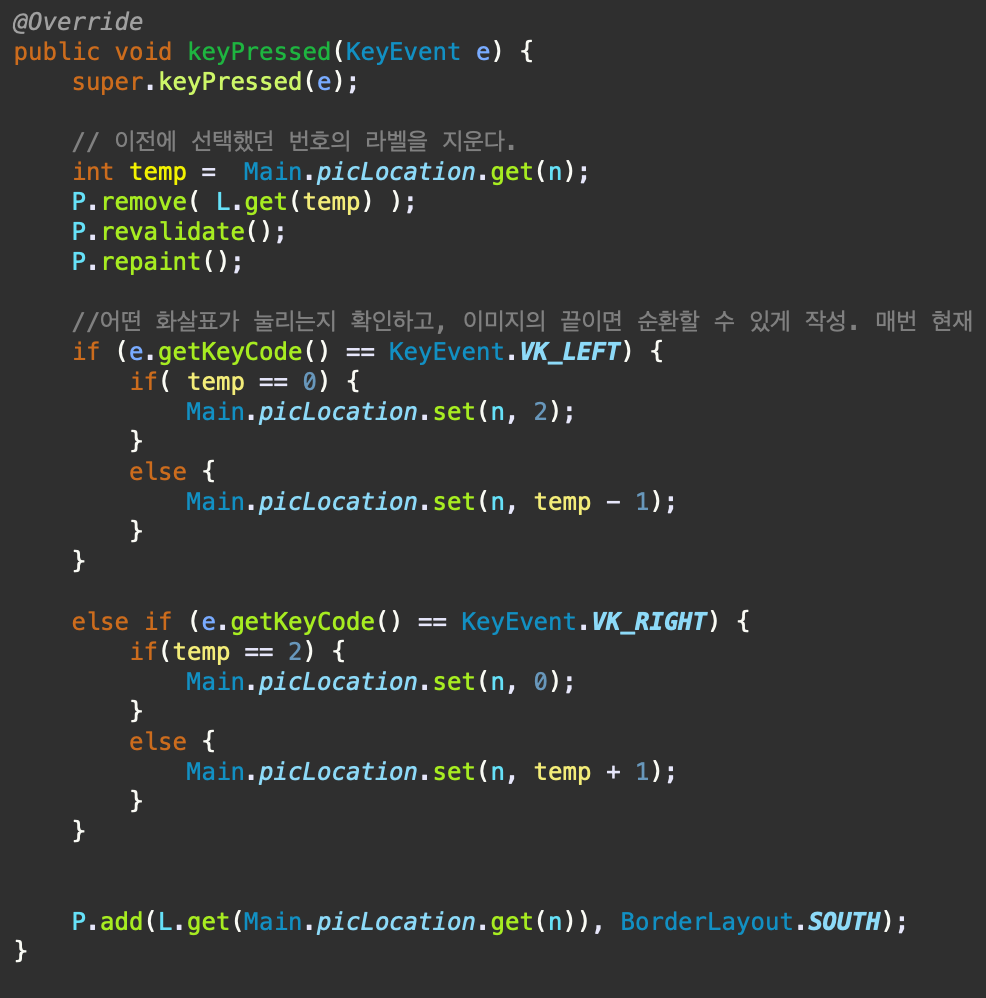 @Override
public void keyPressed(KeyEvent e) {
    super.keyPressed(e);
    // 이전에 선택했던 번호의 라벨을 지운다.
    int temp =  Main.picLocation.get(n);
    P.remove( L.get(temp) );
    P.revalidate();
    P.repaint();
    //어떤 화살표가 눌리는지 확인하고, 이미지의 끝이면 순환할 수 있게 작성. 매번 현재
    if (e.getKeyCode() == KeyEvent.VK_LEFT) {
        if( temp == 0) {
            Main.picLocation.set(n, 2);
        }
        else {
            Main.picLocation.set(n, temp - 1);
        }
    }
    else if (e.getKeyCode() == KeyEvent.VK_RIGHT) {
        if(temp == 2) {
            Main.picLocation.set(n, 0);
        }
        else {
            Main.picLocation.set(n, temp + 1);
        }
    }
    P.add(L.get(Main.picLocation.get(n)), BorderLayout.SOUTH);
}